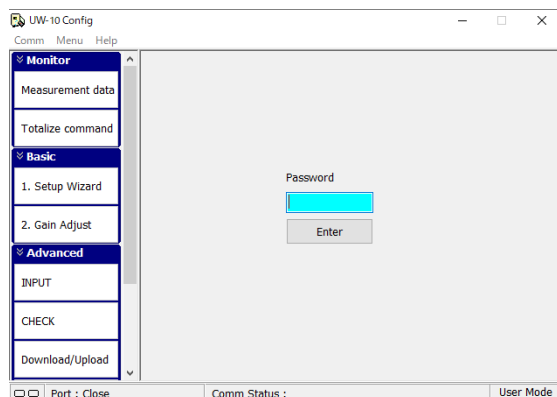 UW-10 Config
Comm Menu Help
Monitor
Measurement data
Totalize command
Basic
1. Setup Wizard
2. Gain Adjust
Advanced
INPUT
CHECK
Download/Upload
Password
Enter
Port : Close Comm Status : User Mode